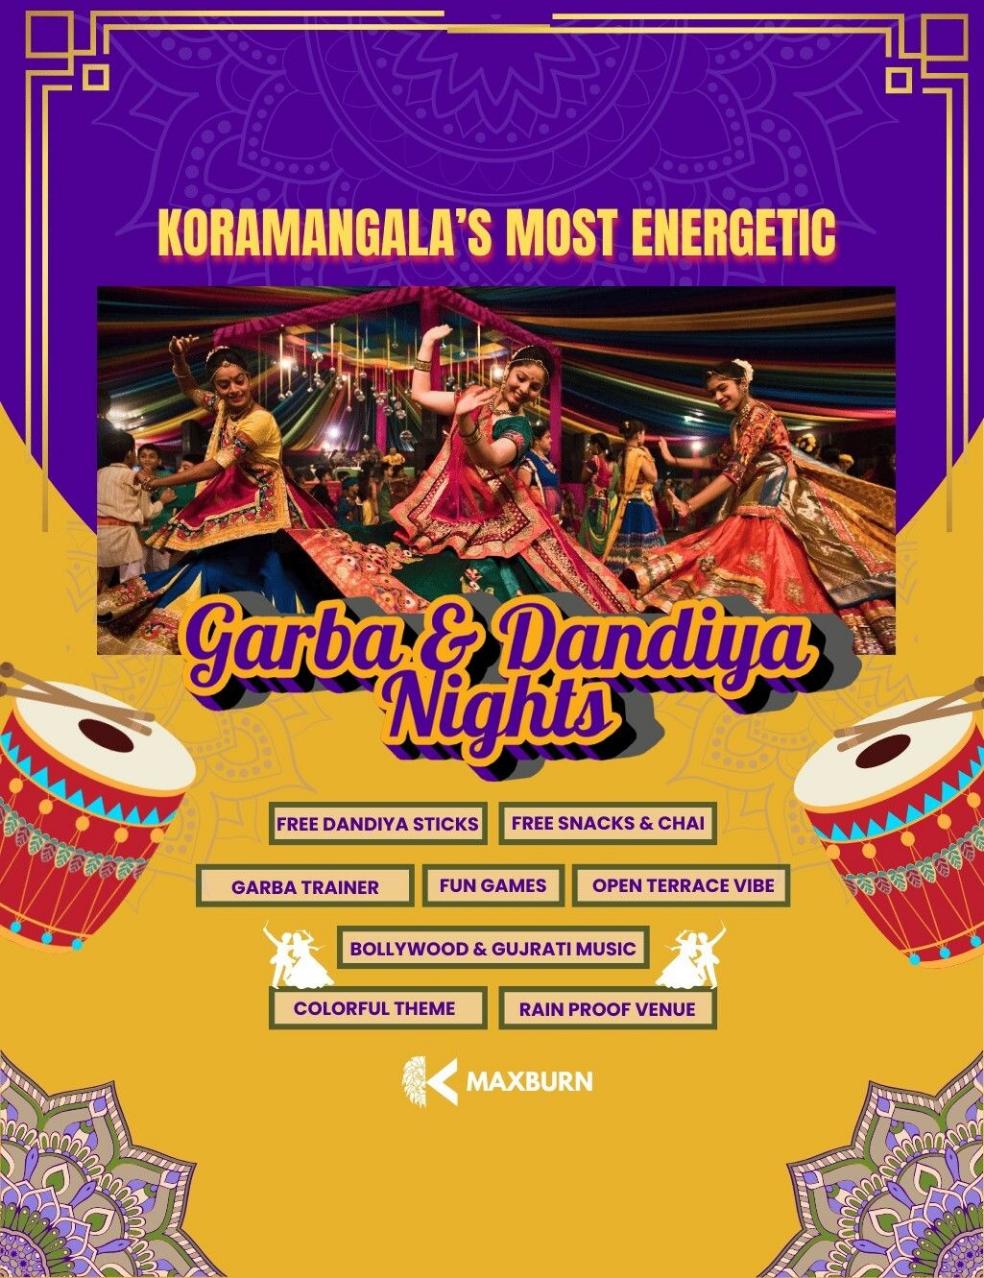 KORAMANGALA'S MOST ENERGETIC
Garba & Dandiya
Nights
FREE DANDIYA STICKS
FREE SNACKS & CHAI
GARBA TRAINER
FUN GAMES
OPEN TERRACE VIBE
BOLLYWOOD & GUJRATI MUSIC
COLORFUL THEME
RAIN PROOF VENUE
MAXBURN